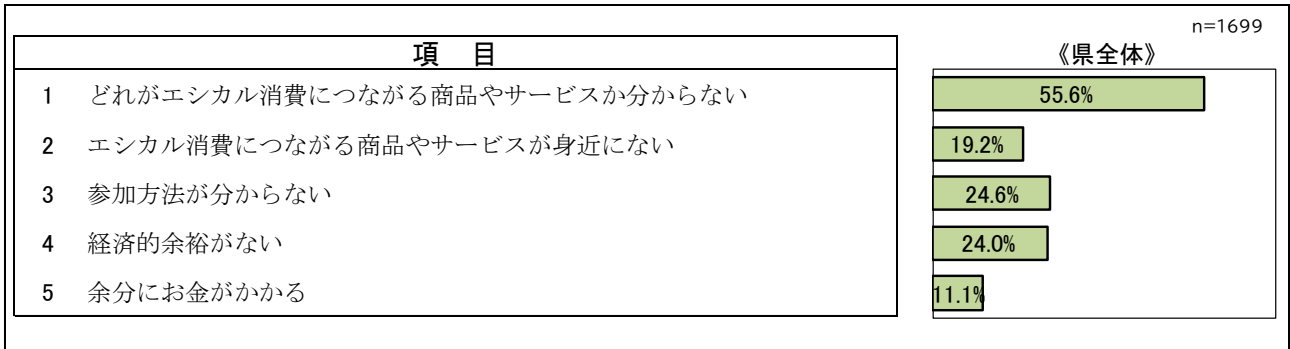 n=1699
項 目
《県全体》
1 どれがエシカル消費につながる商品やサービスか分からない
55.6%
2 エシカル消費につながる商品やサービスが身近にない
19.2%
3 参加方法が分からない
24.6%
4 経済的余裕がない
24.0%
5 余分にお金がかかる
11.1%